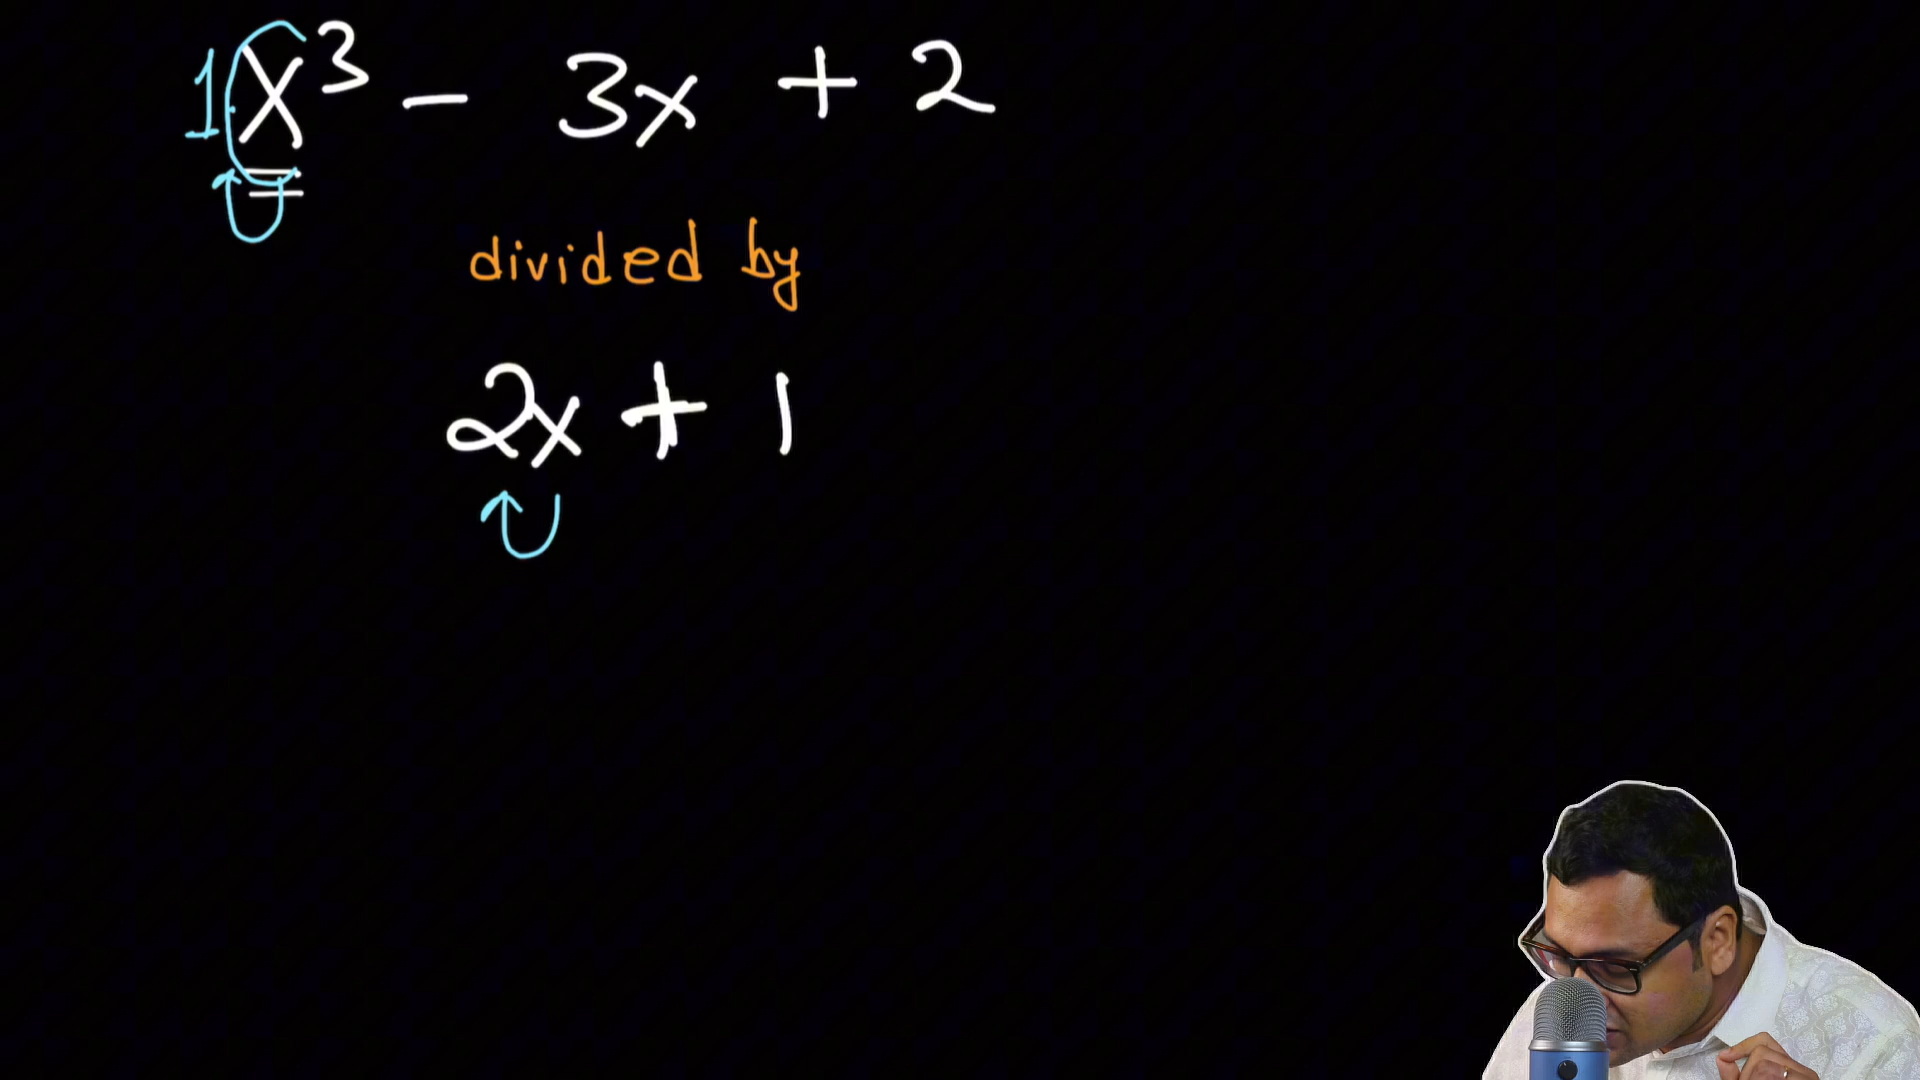 1x³ - 3x + 2
divided by
2x + 1